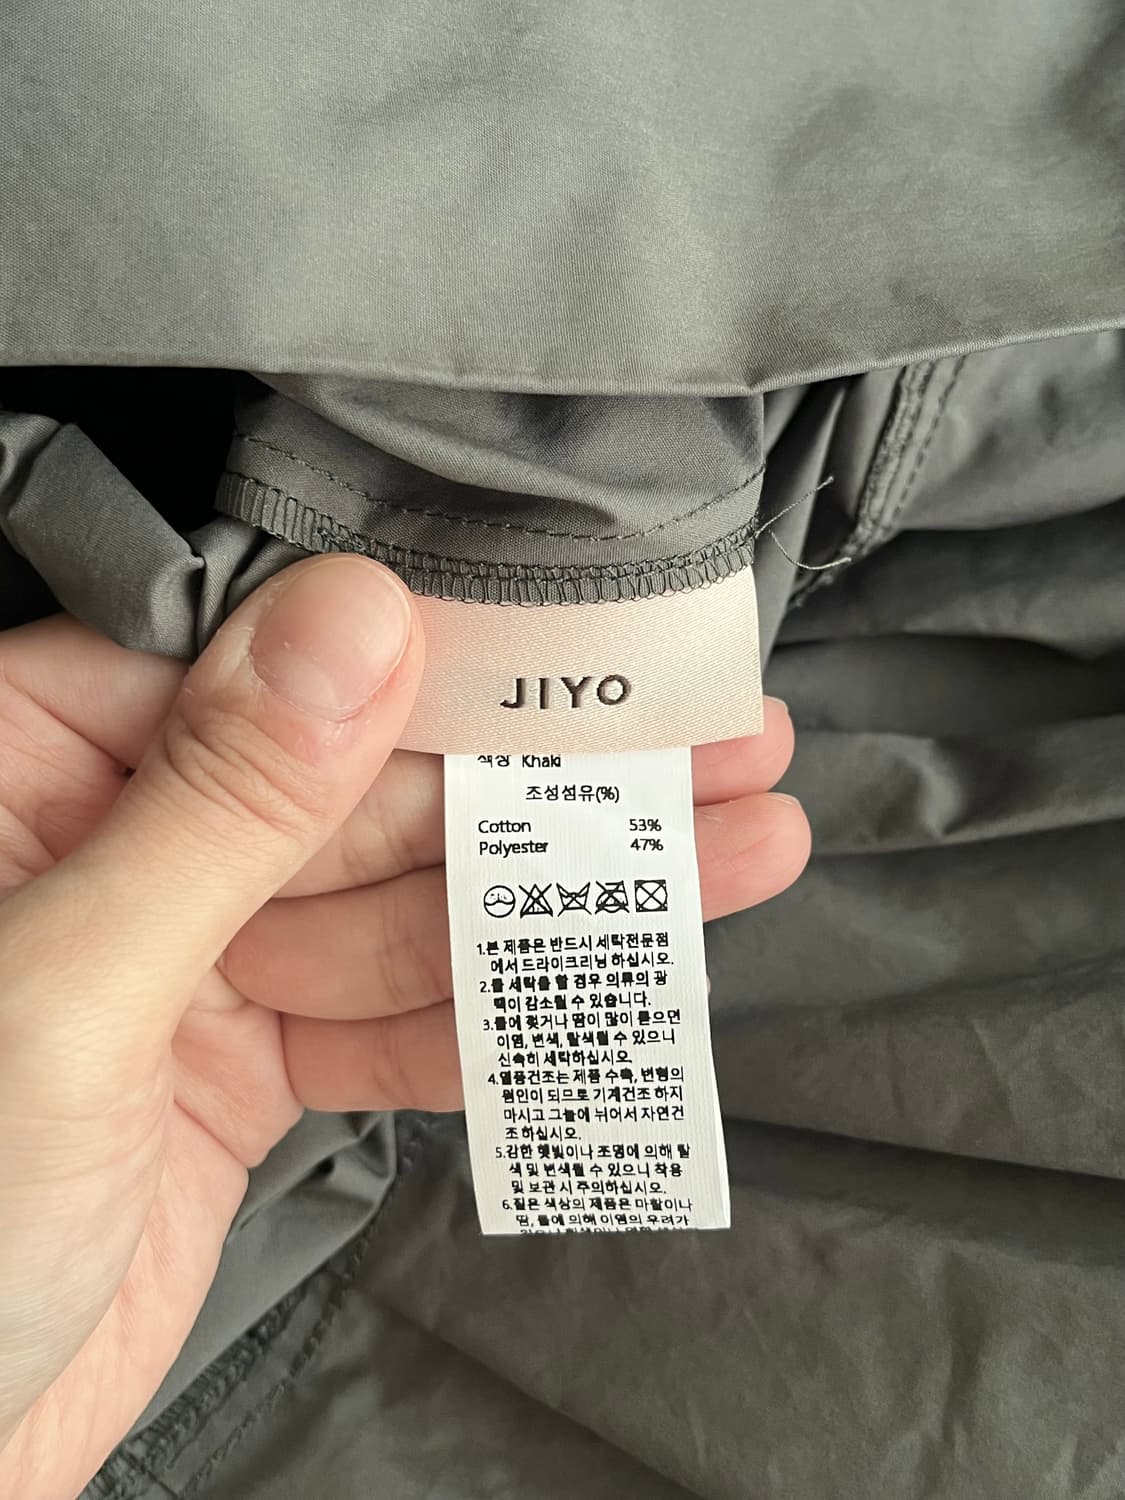 JIYO
색상 Khaki
조성섬유(%)
Cotton 53%
Polyester 47%
1.본 제품은 반드시 세탁전문점
에서 드라이크리닝 하십시오.
2.물 세탁을 할 경우 의류의 광
택이 감소될 수 있습니다.
3.물에 젖거나 땀이 많이 묻으면
이염, 변색, 탈색될 수 있으니
신속히 세탁하십시오.
4.열풍건조는 제품 수축, 변형의
원인이 되므로 기계건조 하지
마시고 그늘에 뉘어서 자연건
조 하십시오.
5.강한 햇빛이나 조명에 의해 탈
색 및 변색될 수 있으니 착용
및 보관 시 주의하십시오.
6.짙은 색상의 제품은 마찰이나
땀, 물에 의해 이염의 우려가